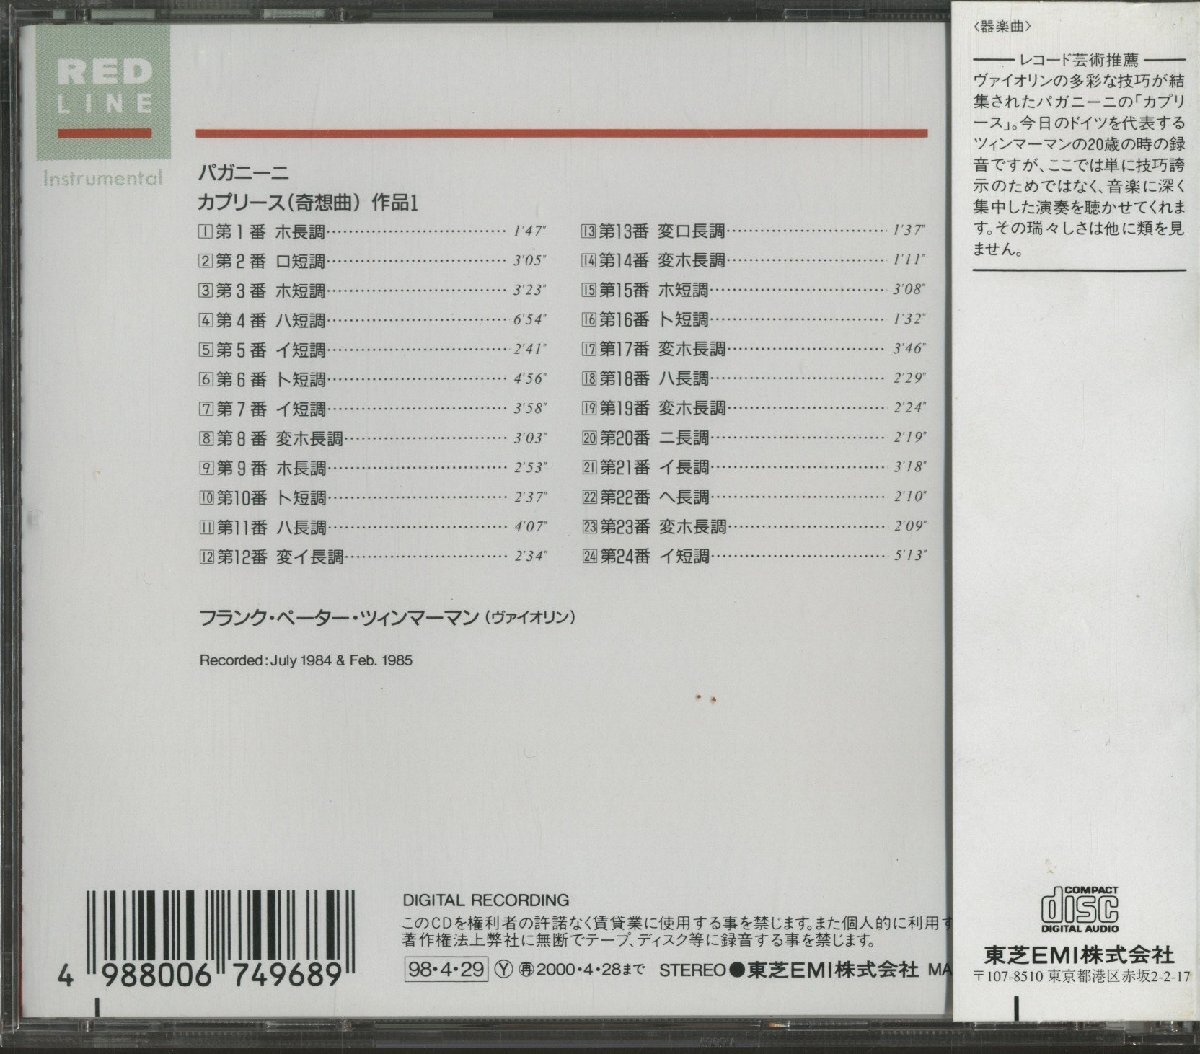 RED
LINE
Instrumental
パガニーニ
カプリース(奇想曲) 作品1
1 第1番 ホ長調 1'47"
2 第2番 ロ短調 3'05"
3 第3番 ホ短調 3'23"
4 第4番 ハ短調 6'54"
5 第5番 イ短調 2'41"
6 第6番 ト短調 4'56"
7 第7番 イ短調 3'58"
8 第8番 変ホ長調 3'03"
9 第9番 ホ長調 2'53"
10 第10番 ト短調 2'37"
11 第11番 ハ長調 4'07"
12 第12番 変イ長調 2'34"
13 第13番 変ロ長調 1'37"
14 第14番 変ホ長調 1'11"
15 第15番 ホ短調 3'08"
16 第16番 ト短調 1'32"
17 第17番 変ホ長調 3'46"
18 第18番 ハ長調 2'29"
19 第19番 変ホ長調 2'24"
20 第20番 ニ長調 2'19"
21 第21番 イ長調 3'18"
22 第22番 ヘ長調 2'10"
23 第23番 変ホ長調 2'09"
24 第24番 イ短調 5'13"
フランク・ペーター・ツィンマーマン(ヴァイオリン)
Recorded:July 1984 & Feb. 1985
4 988006 749689
DIGITAL RECORDING
このCDを権利者の許諾なく賃貸業に使用する事を禁じます。また個人的に利用す
著作権法上弊社に無断でテープ、ディスク等に録音する事を禁じます。
98・4・29 Ⓨ ㊢2000・4・28まで STEREO ●東芝EMI株式会社 MA
〈器楽曲〉
レコード芸術推薦
ヴァイオリンの多彩な技巧が結
集されたパガニーニの「カプリ
ース」。今日のドイツを代表する
ツィンマーマンの20歳の時の録
音ですが、ここでは単に技巧誇
示のためではなく、音楽に深く
集中した演奏を聴かせてくれま
す。その瑞々しさは他に類を見
ません。
COMPACT
disc
DIGITAL AUDIO
東芝EMI株式会社
〒107-8510 東京都港区赤坂2-2-17